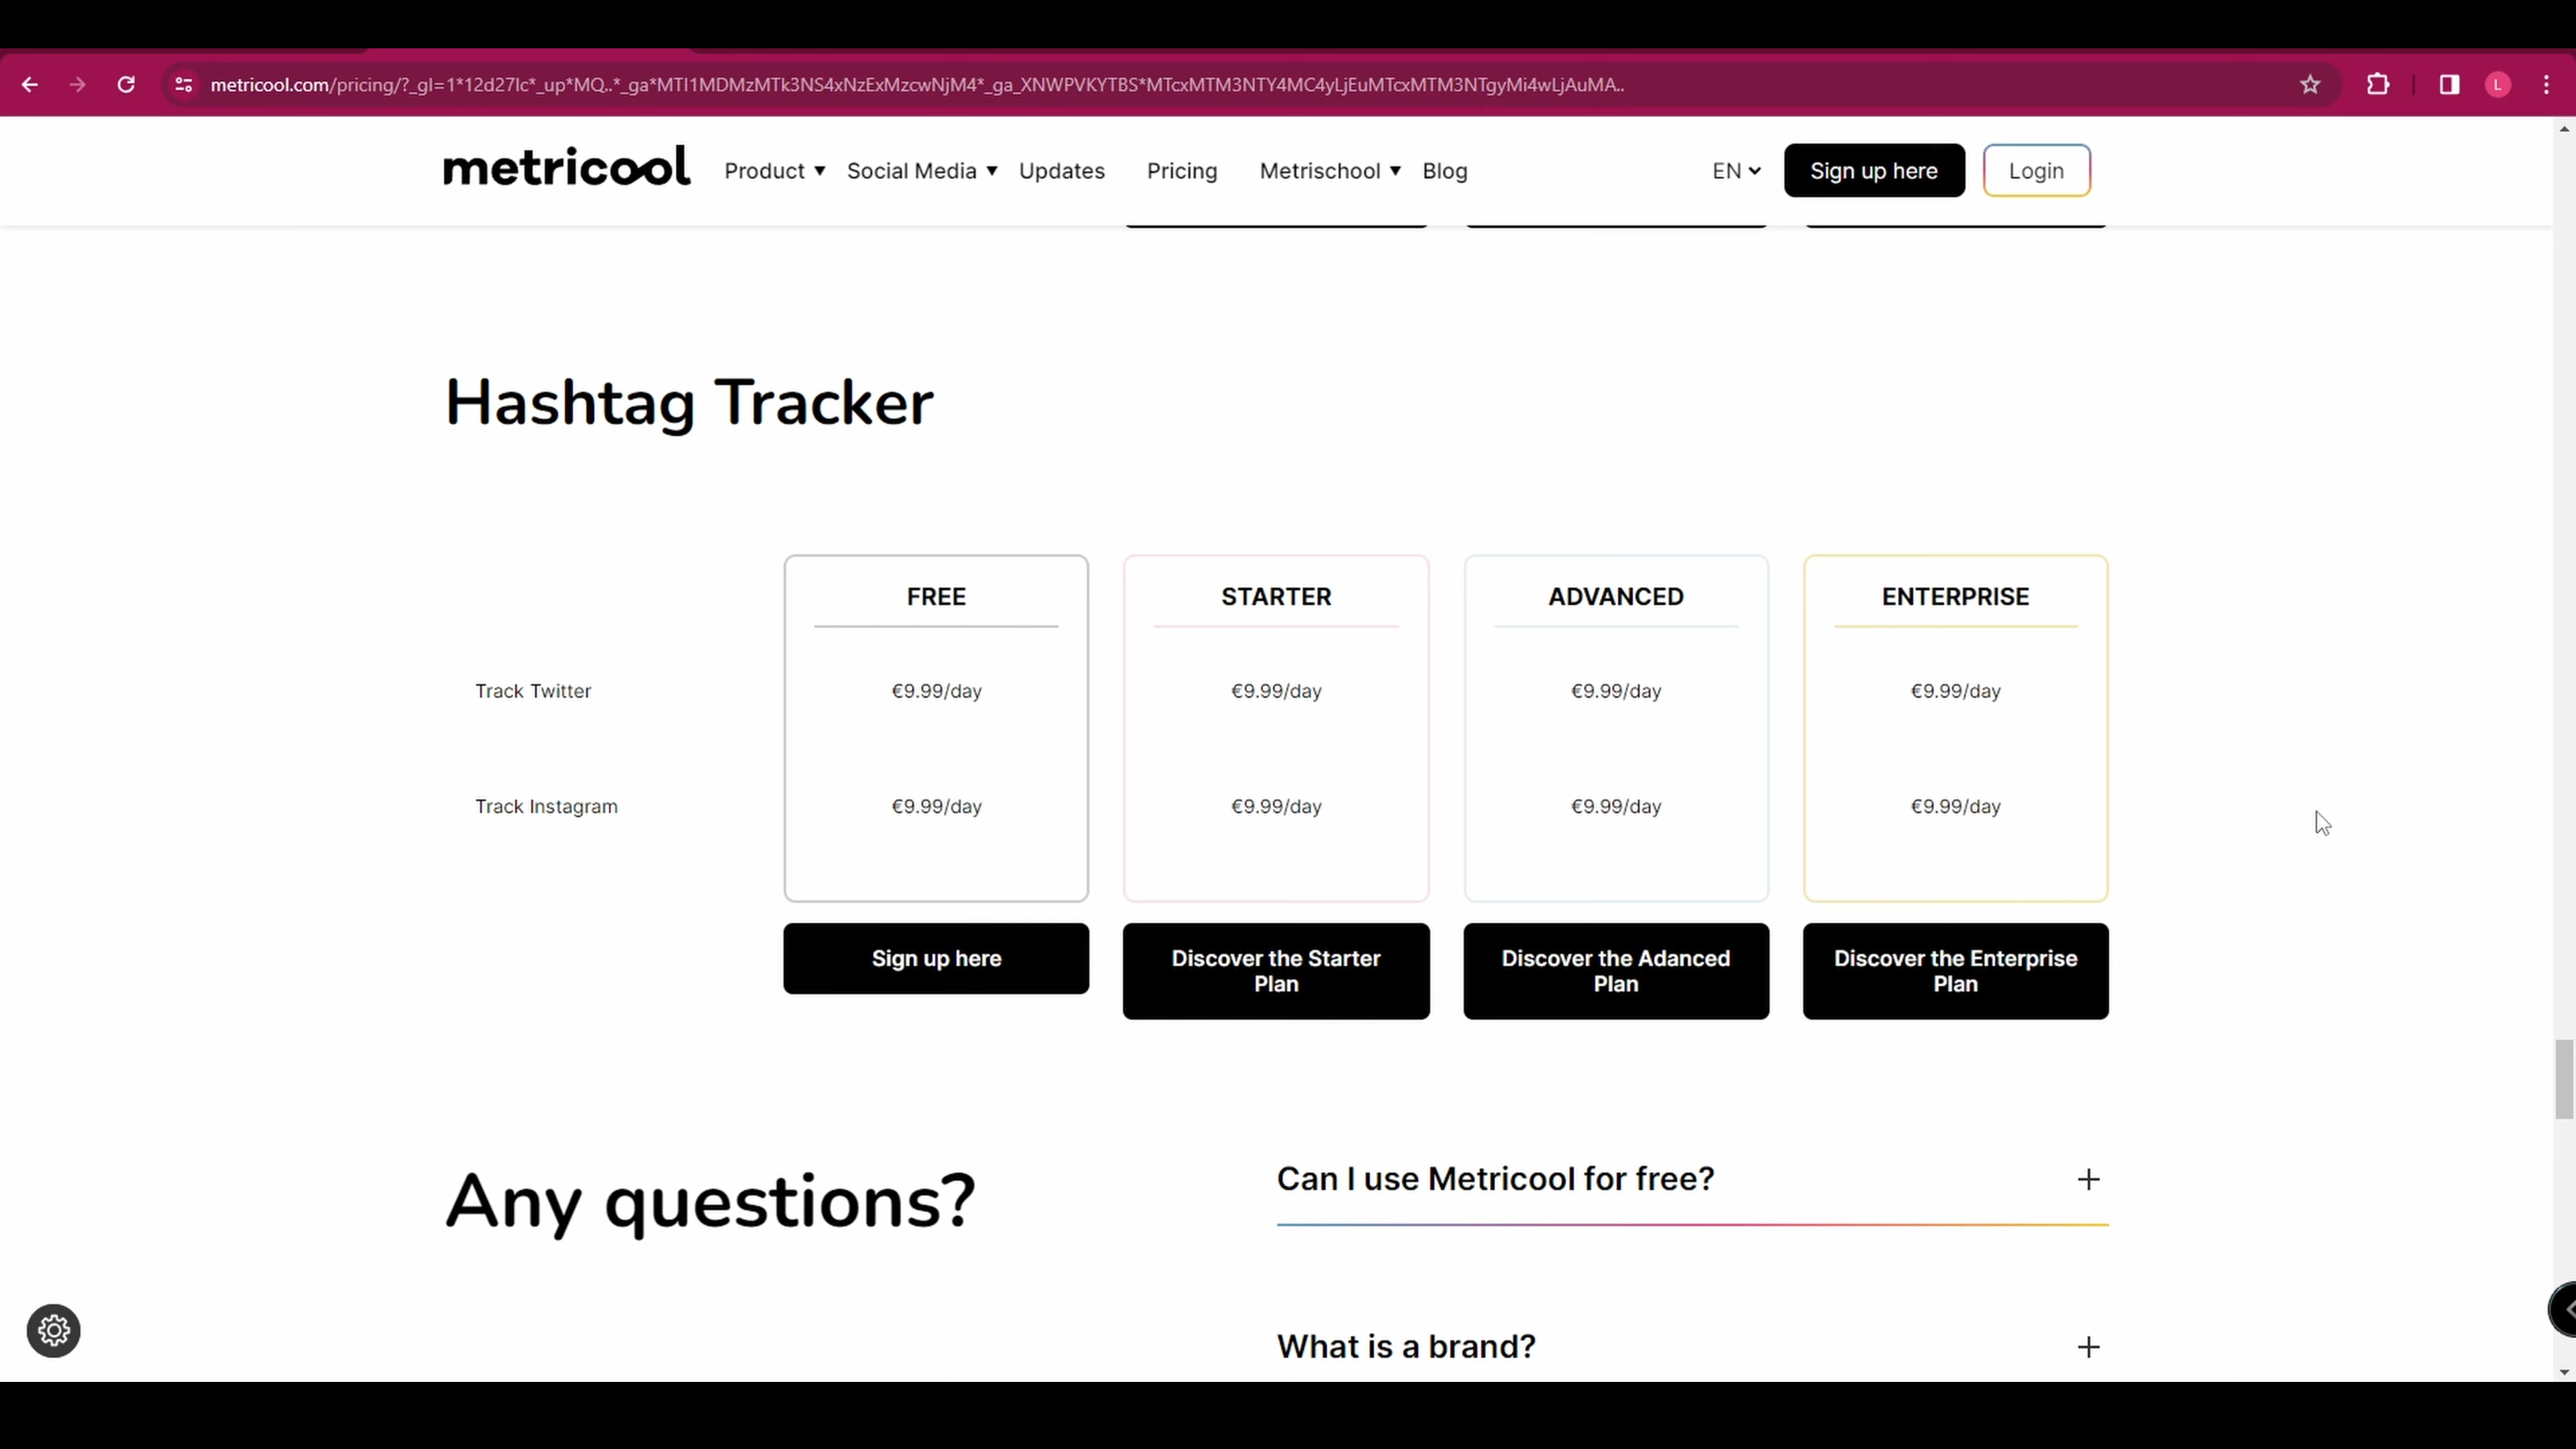 metricool.com/pricing/?_gl=1*12d27lc*_up*MQ..*_ga*MTI1MDMzMTk3NS4xNzExMzcwNjM4*_ga_XNWPVKYTBS*MTcxMTM3NTY4MC4yLjEuMTcxMTM3NTgyMi4wLjAuMA..
L
metricool Product Social Media Updates Pricing Metrischool Blog EN Sign up here Login
Hashtag Tracker
FREE STARTER ADVANCED ENTERPRISE
Track Twitter €9.99/day €9.99/day €9.99/day €9.99/day
Track Instagram €9.99/day €9.99/day €9.99/day €9.99/day
Sign up here
Discover the Starter
Plan
Discover the Adanced
Plan
Discover the Enterprise
Plan
Any questions?
Can I use Metricool for free? +
What is a brand? +